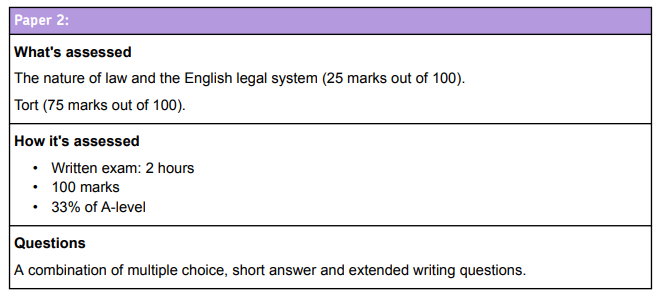 Paper 2:
What's assessed
The nature of law and the English legal system (25 marks out of 100).
Tort (75 marks out of 100).
How it's assessed
• Written exam: 2 hours
• 100 marks
• 33% of A-level
Questions
A combination of multiple choice, short answer and extended writing questions.